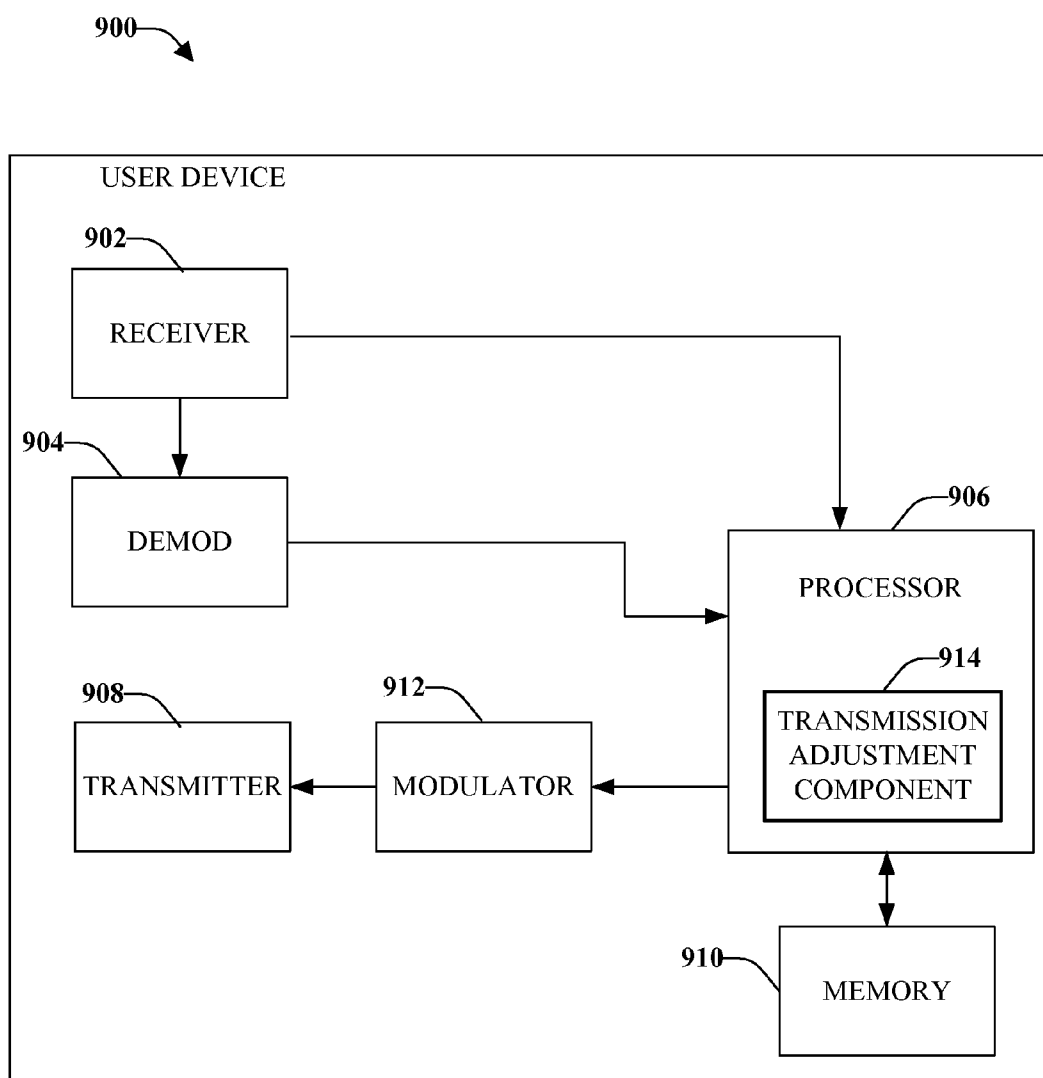 900
USER DEVICE
902
RECEIVER
904
DEMOD
906
PROCESSOR
914
TRANSMISSION
ADJUSTMENT
COMPONENT
908
TRANSMITTER
912
MODULATOR
910
MEMORY